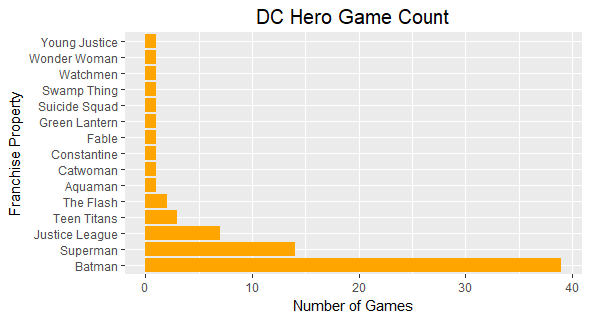 DC Hero Game Count
Franchise Property
Young Justice
Wonder Woman
Watchmen
Swamp Thing
Suicide Squad
Green Lantern
Fable
Constantine
Catwoman
Aquaman
The Flash
Teen Titans
Justice League
Superman
Batman
0 10 20 30 40
Number of Games